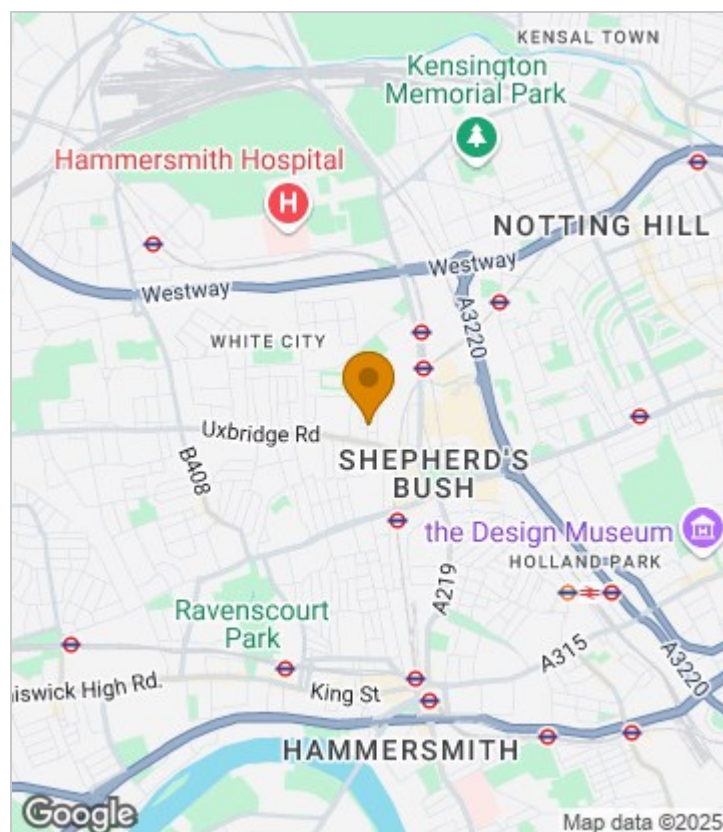 KENSAL TOWN
Kensington
Memorial Park
Hammersmith Hospital
H
NOTTING HILL
Westway
Westway
A3220
WHITE CITY
Uxbridge Rd
B408
SHEPHERD'S
BUSH
the Design Museum
HOLLAND PARK
A219
Ravenscourt
Park
A315
A3220
niswick High Rd.
King St
HAMMERSMITH
Google
Map data ©2025